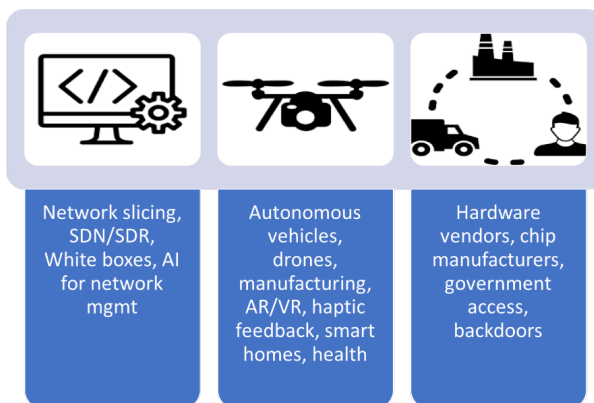 </>
Network slicing,
SDN/SDR,
White boxes, AI
for network
mgmt
Autonomous
vehicles,
drones,
manufacturing,
AR/VR, haptic
feedback, smart
homes, health
Hardware
vendors, chip
manufacturers,
government
access,
backdoors